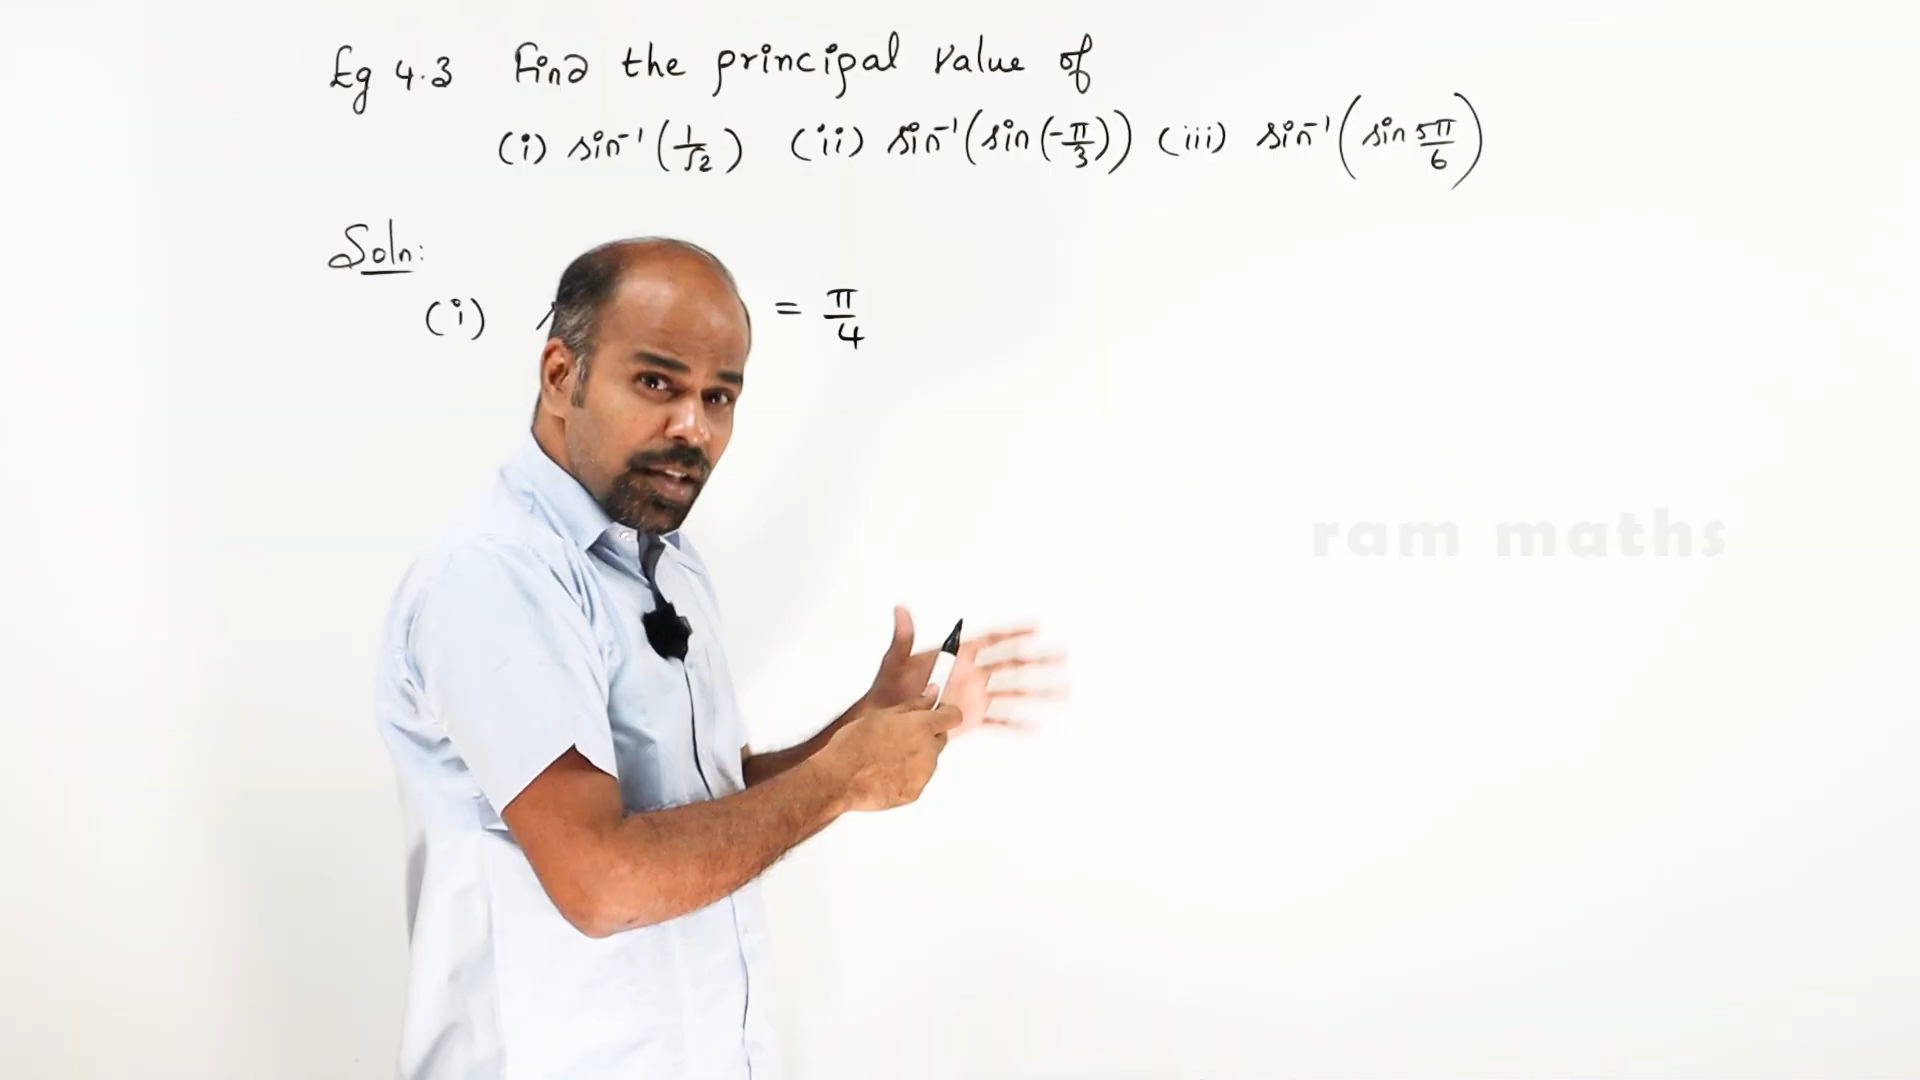 Eg 4.3 Find the principal value of
(i) sin⁻¹(1/√2) (ii) sin⁻¹(sin(-π/3)) (iii) sin⁻¹(sin 5π/6)
Soln:
(i) = π/4
ram maths